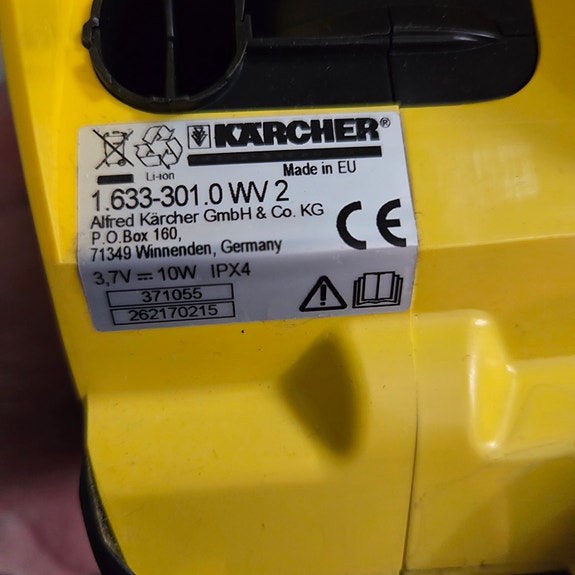 KÄRCHER®
Li-ion
Made in EU
1.633-301.0 WV 2
Alfred Kärcher GmbH & Co. KG
P.O.Box 160,
71349 Winnenden, Germany
CE
3,7V ⎓ 10W IPX4
371055
262170215